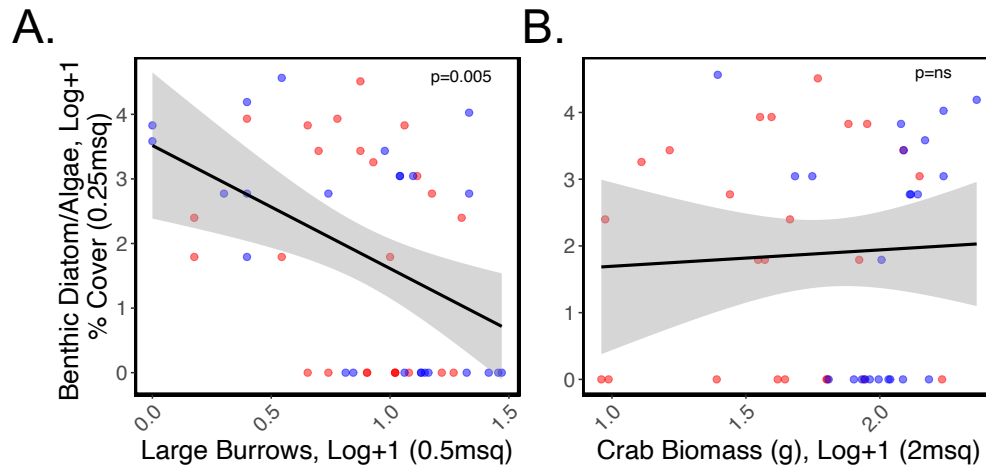 A.
B.
p=0.005
p=ns
Benthic Diatom/Algae, Log+1
% Cover (0.25msq)
4
3
2
1
0
4
3
2
1
0
0.0
0.5
1.0
1.5
1.0
1.5
2.0
Large Burrows, Log+1 (0.5msq)
Crab Biomass (g), Log+1 (2msq)